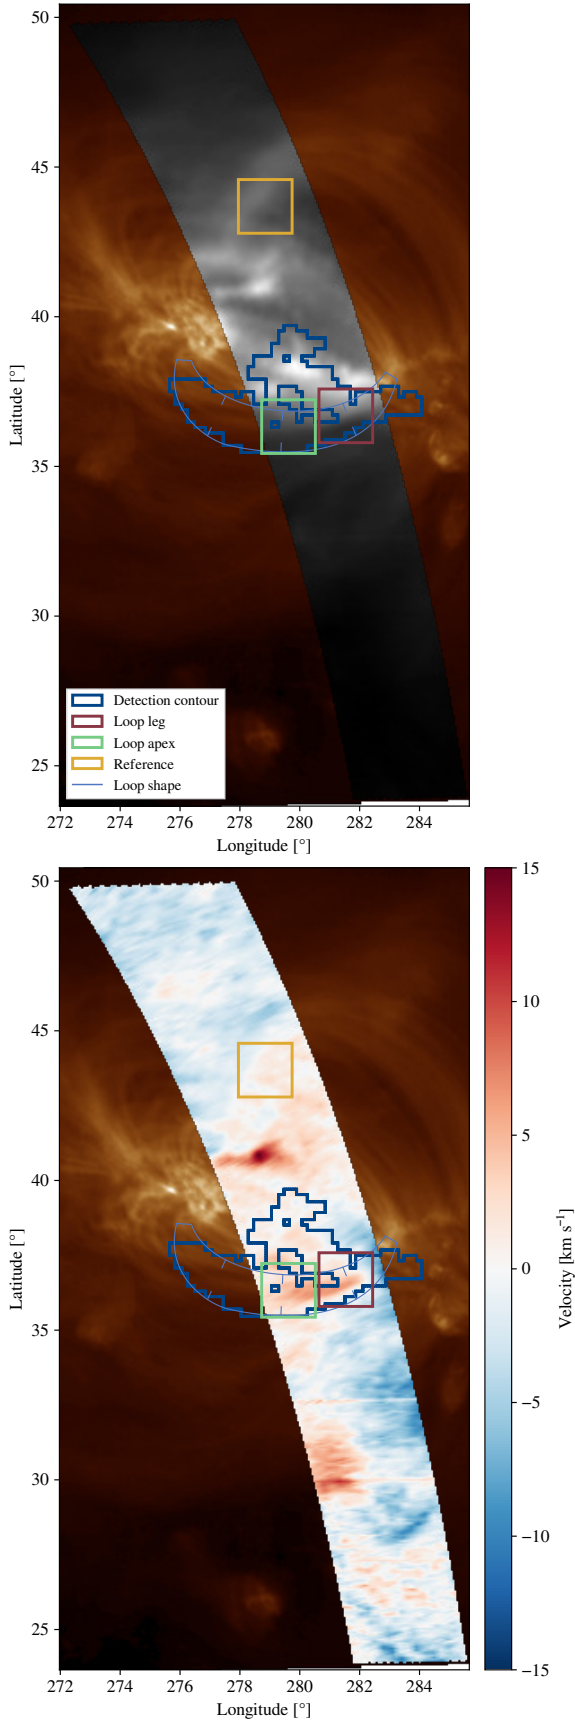 50
45
40
35
30
25
Latitude [°]
Detection contour
Loop leg
Loop apex
Reference
Loop shape
272 274 276 278 280 282 284
Longitude [°]
50
45
40
35
30
25
Latitude [°]
15
10
5
0
−5
−10
−15
Velocity [km s⁻¹]
272 274 276 278 280 282 284
Longitude [°]